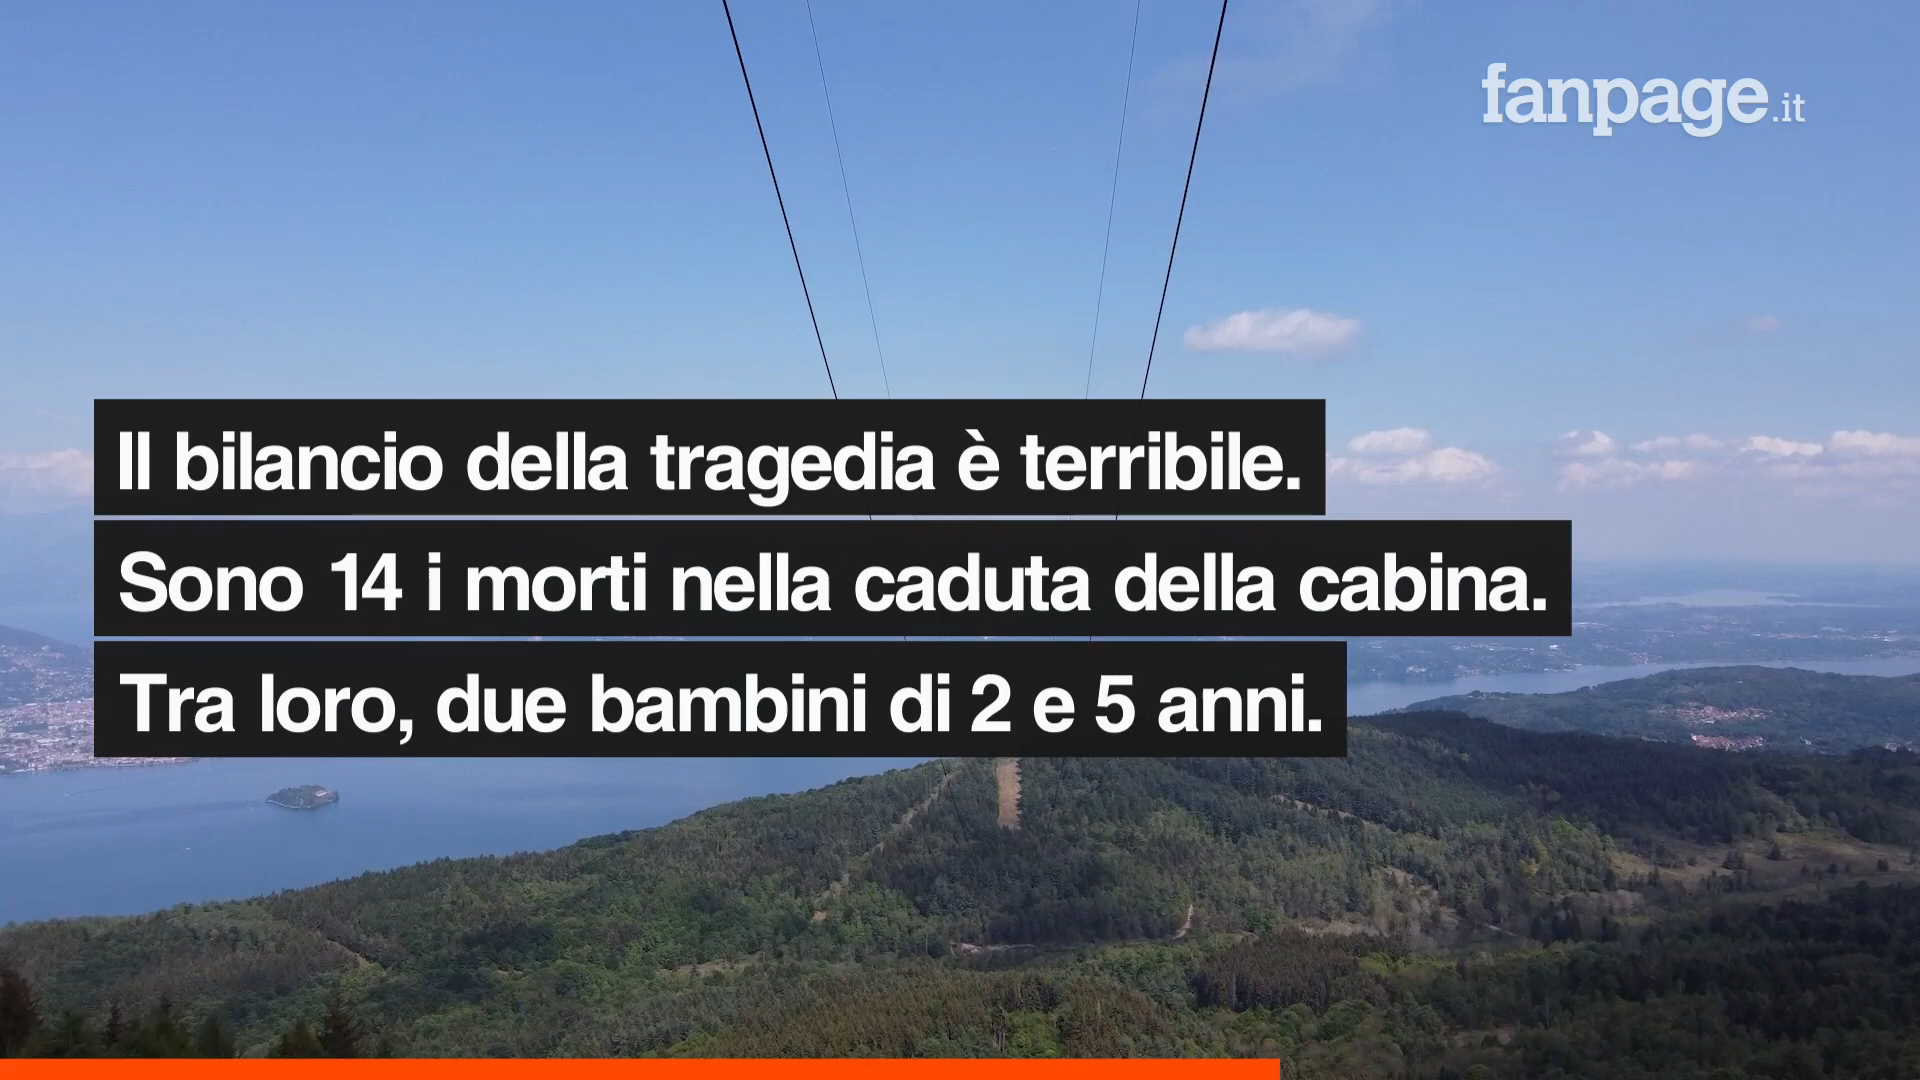 fanpage.it
Il bilancio della tragedia è terribile.
Sono 14 i morti nella caduta della cabina.
Tra loro, due bambini di 2 e 5 anni.